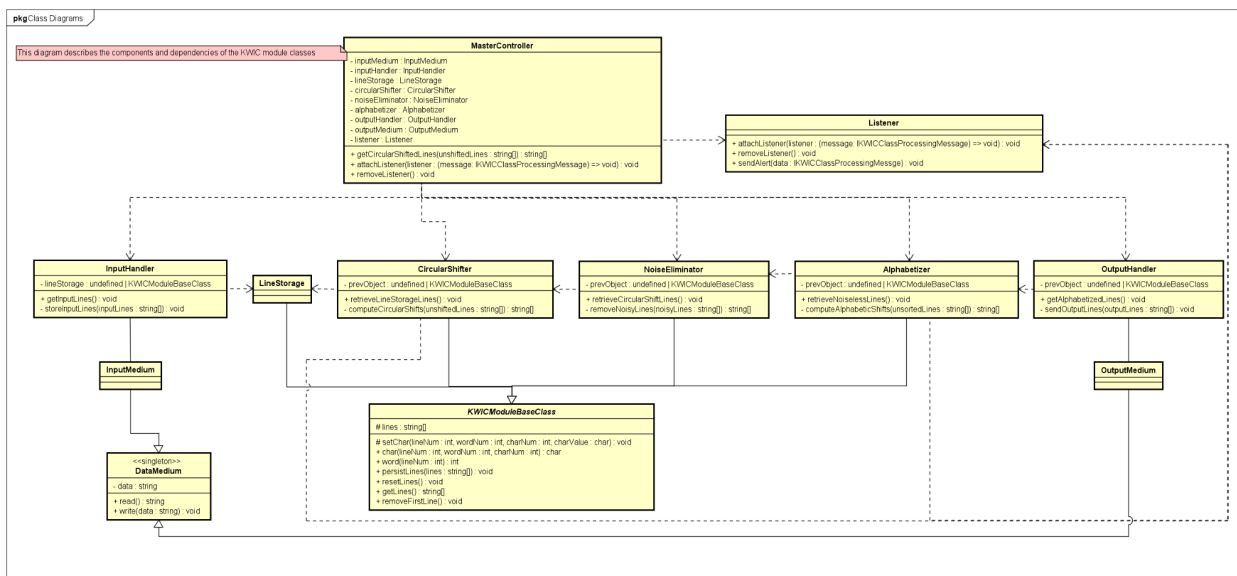 pkg Class Diagrams
This diagram describes the components and dependencies of the KWIC module classes
MasterController
- inputMedium : InputMedium
- inputHandler : InputHandler
- lineStorage : LineStorage
- circularShifter : CircularShifter
- noiseEliminator : NoiseEliminator
- alphabetizer : Alphabetizer
- outputHandler : OutputHandler
- outputMedium : OutputMedium
- listener : Listener
+ getCircularShiftedLines(unshiftedLines : string[]) : string[]
+ attachListener(listener : (message: IKWICClassProcessingMessage) => void) : void
+ removeListener() : void
Listener
+ attachListener(listener : (message: IKWICClassProcessingMessage) => void) : void
+ removeListener() : void
+ sendAlert(data : IKWICClassProcessingMessge) : void
InputHandler
- lineStorage : undefined | KWICModuleBaseClass
+ getInputLines() : void
- storeInputLines(inputLines : string[]) : void
LineStorage
CircularShifter
- prevObject : undefined | KWICModuleBaseClass
+ retrieveLineStorageLines() : void
- computeCircularShifts(unshiftedLines : string[]) : string[]
NoiseEliminator
- prevObject : undefined | KWICModuleBaseClass
+ retrieveCircularShiftLines() : void
- removeNoisyLines(noisyLines : string[]) : string[]
Alphabetizer
- prevObject : undefined | KWICModuleBaseClass
+ retrieveNoiselessLines() : void
- computeAlphabeticShifts(unsortedLines : string[]) : string[]
OutputHandler
- prevObject : undefined | KWICModuleBaseClass
+ getAlphabetizedLines() : void
- sendOutputLines(outputLines : string[]) : void
InputMedium
OutputMedium
KWICModuleBaseClass
# lines : string[]
# setChar(lineNum : int, wordNum : int, charNum : int, charValue : char) : void
+ char(lineNum : int, wordNum : int, charNum : int) : char
+ word(lineNum : int) : int
+ persistLines(lines : string[]) : void
+ resetLines() : void
+ getLines() : string[]
+ removeFirstLine() : void
<<singleton>>
DataMedium
- data : string
+ read() : string
+ write(data : string) : void